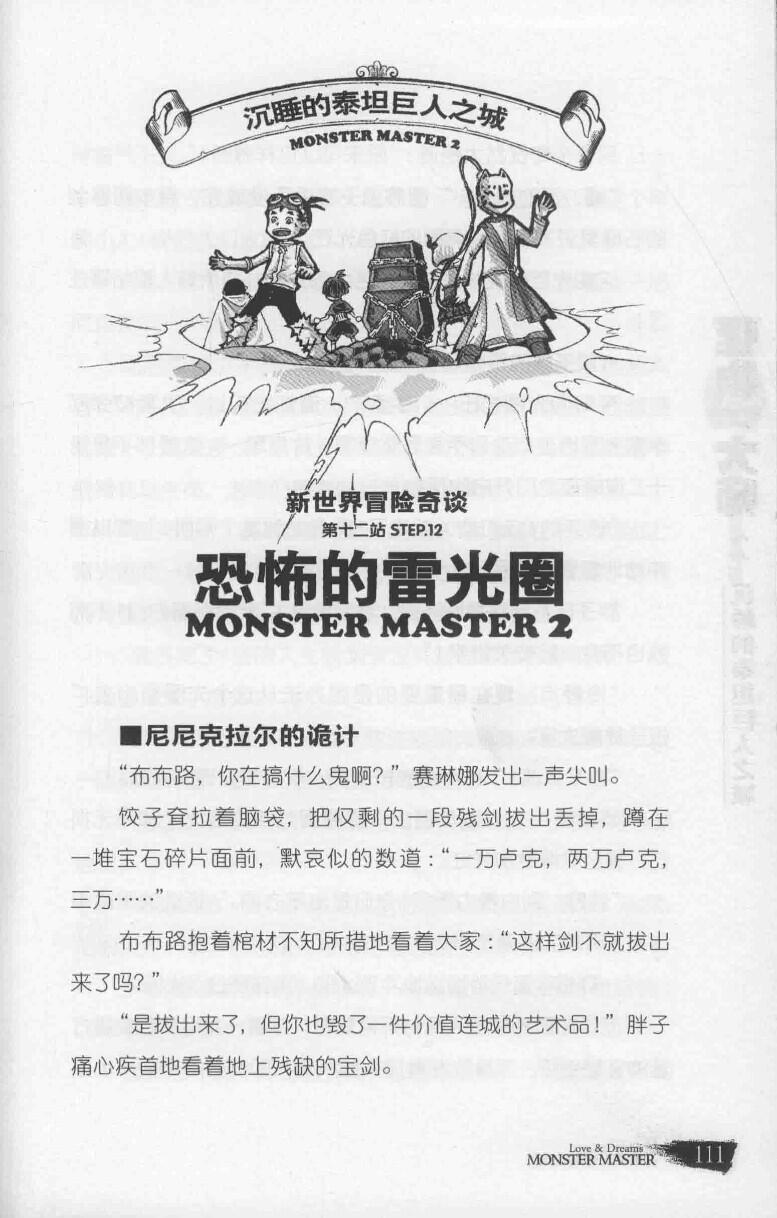 沉睡的泰坦巨人之城
MONSTER MASTER 2
新世界冒险奇谈
第十二站 STEP.12
恐怖的雷光圈
MONSTER MASTER 2
■尼尼克拉尔的诡计
“布布路，你在搞什么鬼啊？”赛琳娜发出一声尖叫。
饺子耷拉着脑袋，把仅剩的一段残剑拔出丢掉，蹲在
一堆宝石碎片面前，默哀似的数道：“一万卢克，两万卢克，
三万……”
布布路抱着棺材不知所措地看着大家：“这样剑不就拔出
来了吗？”
“是拔出来了，但你也毁了一件价值连城的艺术品！”胖子
痛心疾首地看着地上残缺的宝剑。
Love & Dreams
MONSTER MASTER
111